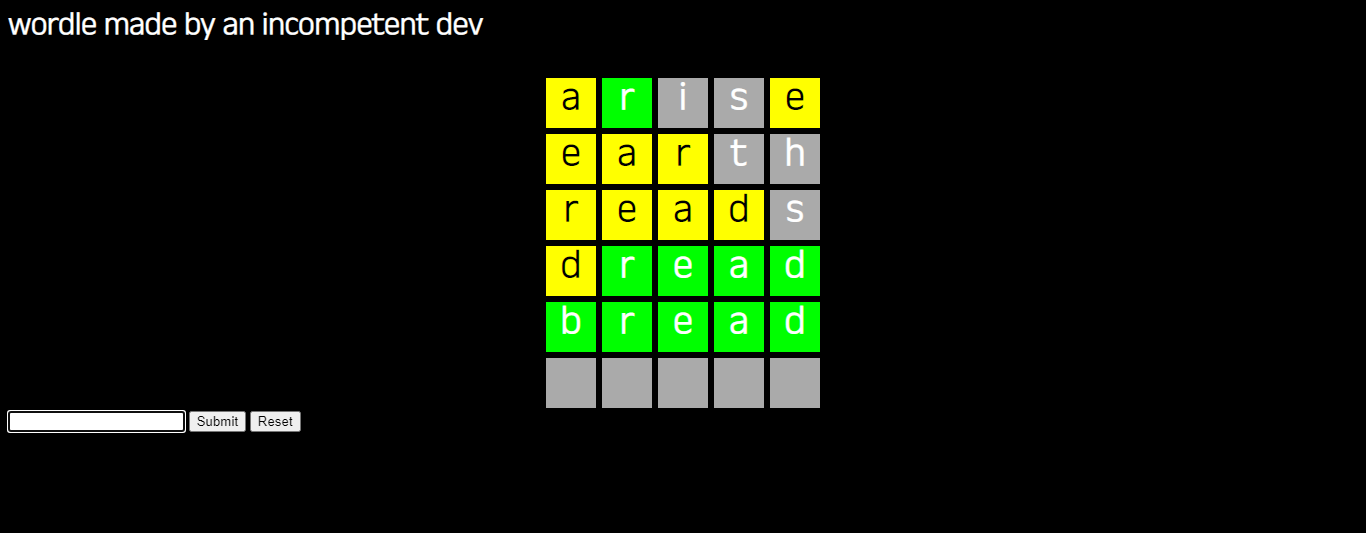 wordle made by an incompetent dev
a r i s e
e a r t h
r e a d s
d r e a d
b r e a d
Submit Reset